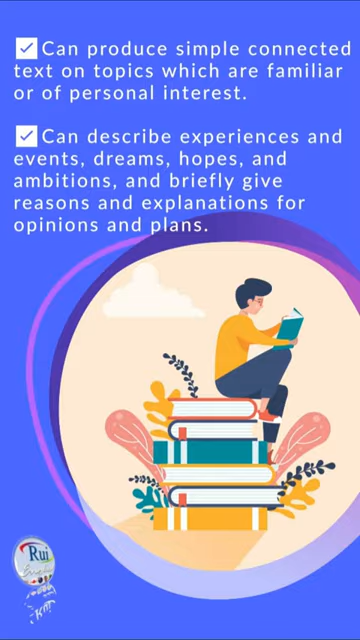 Can produce simple connected
text on topics which are familiar
or of personal interest.
Can describe experiences and
events, dreams, hopes, and
ambitions, and briefly give
reasons and explanations for
opinions and plans.
Rui